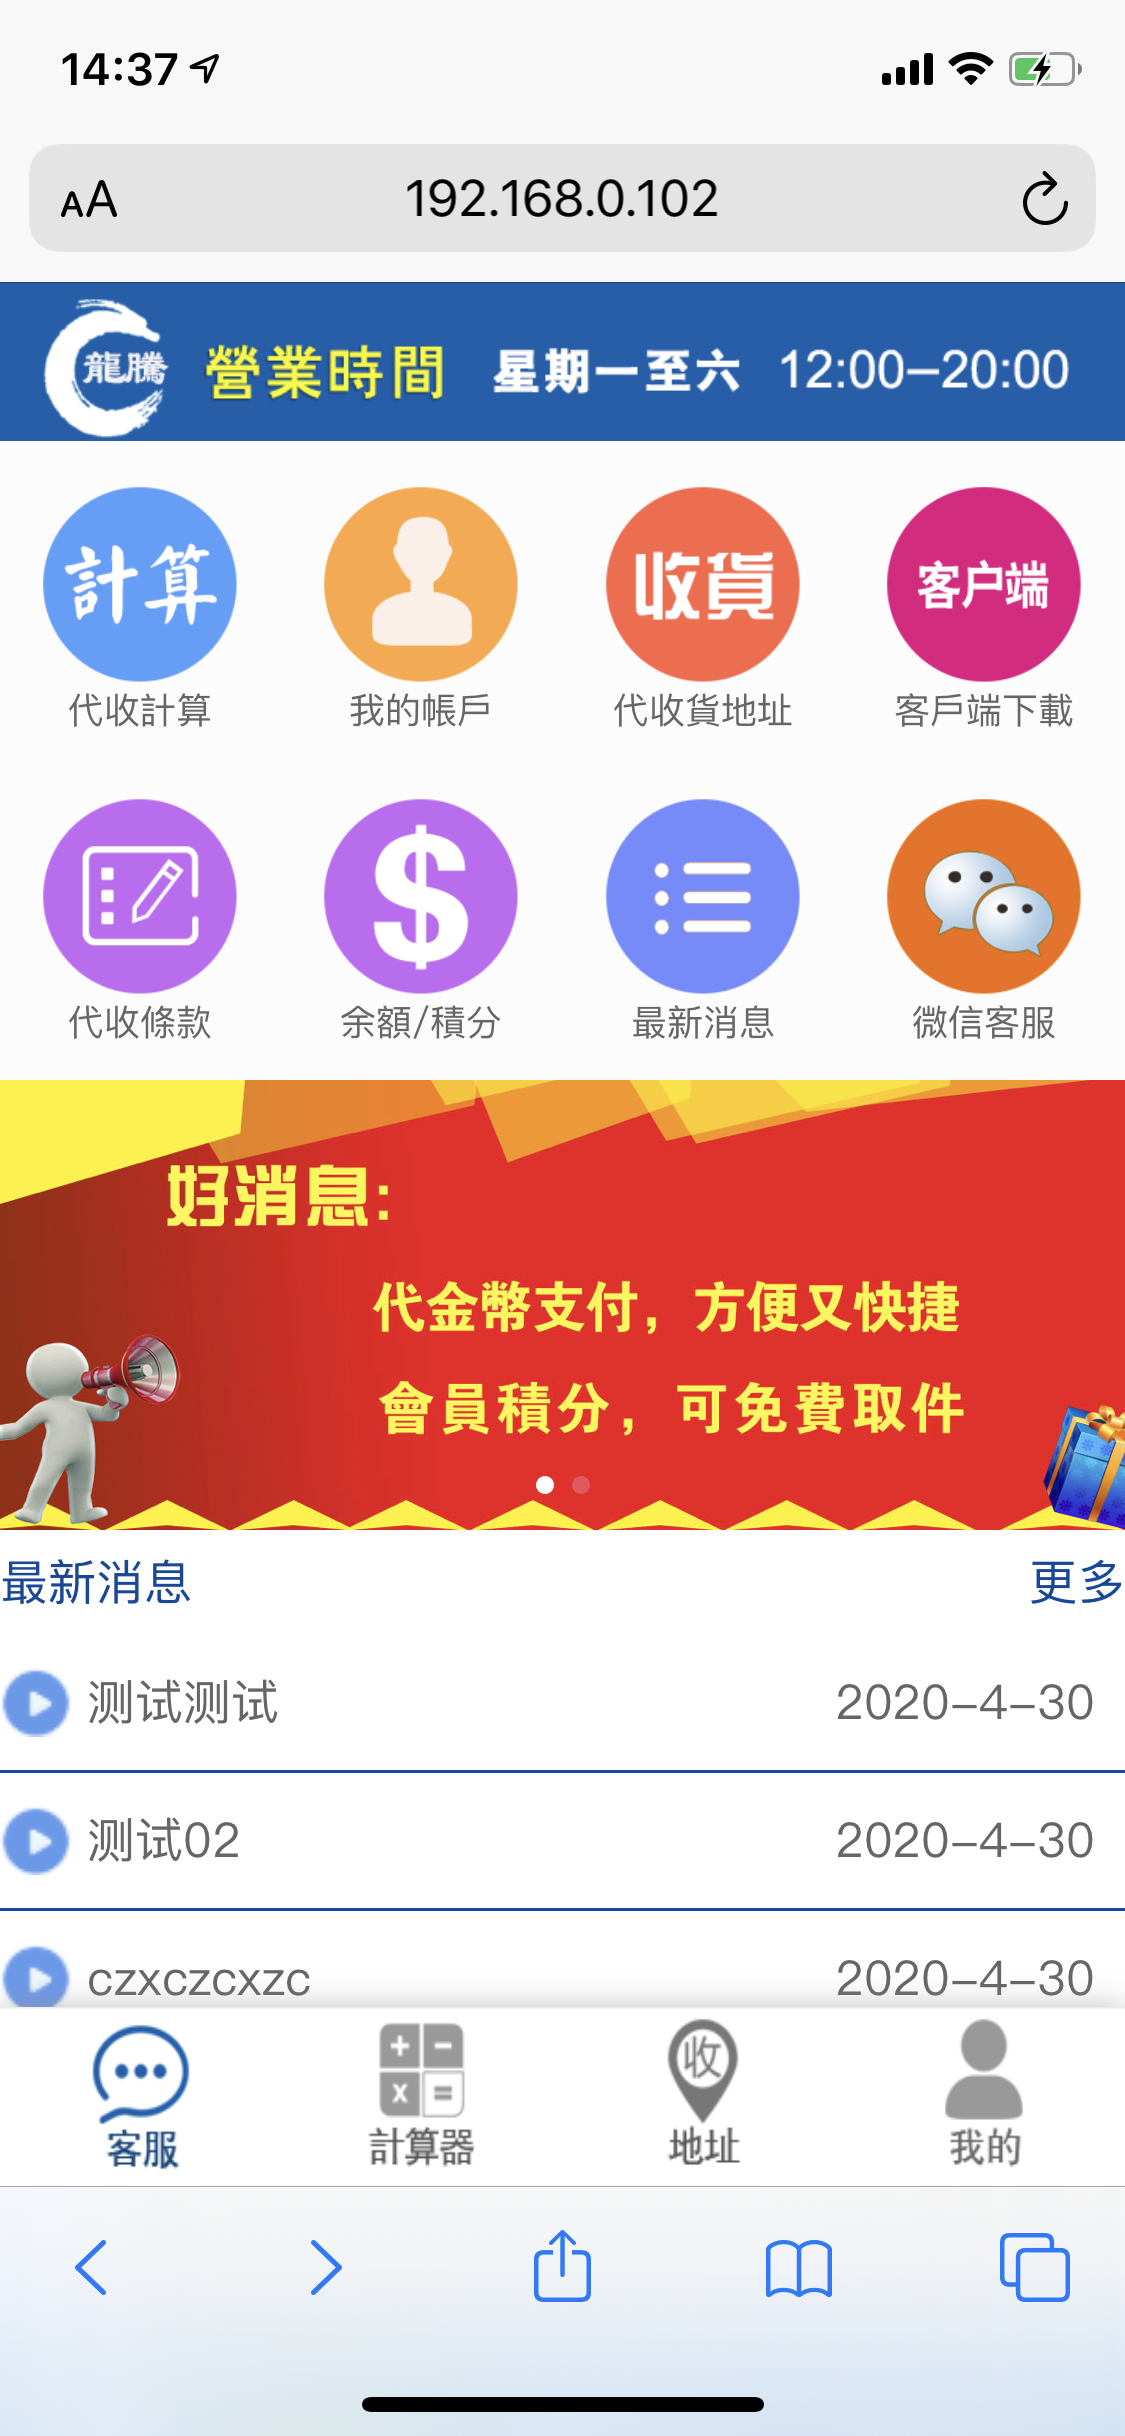 14:37
AA 192.168.0.102
龍騰 營業時間 星期一至六 12:00-20:00
計算 收貨 客户端
代收計算 我的帳戶 代收貨地址 客戶端下載
$
代收條款 余額/積分 最新消息 微信客服
好消息:
代金幣支付，方便又快捷
會員積分，可免費取件
最新消息 更多
测试测试 2020-4-30
测试02 2020-4-30
czxczcxzc 2020-4-30
收
客服 計算器 地址 我的